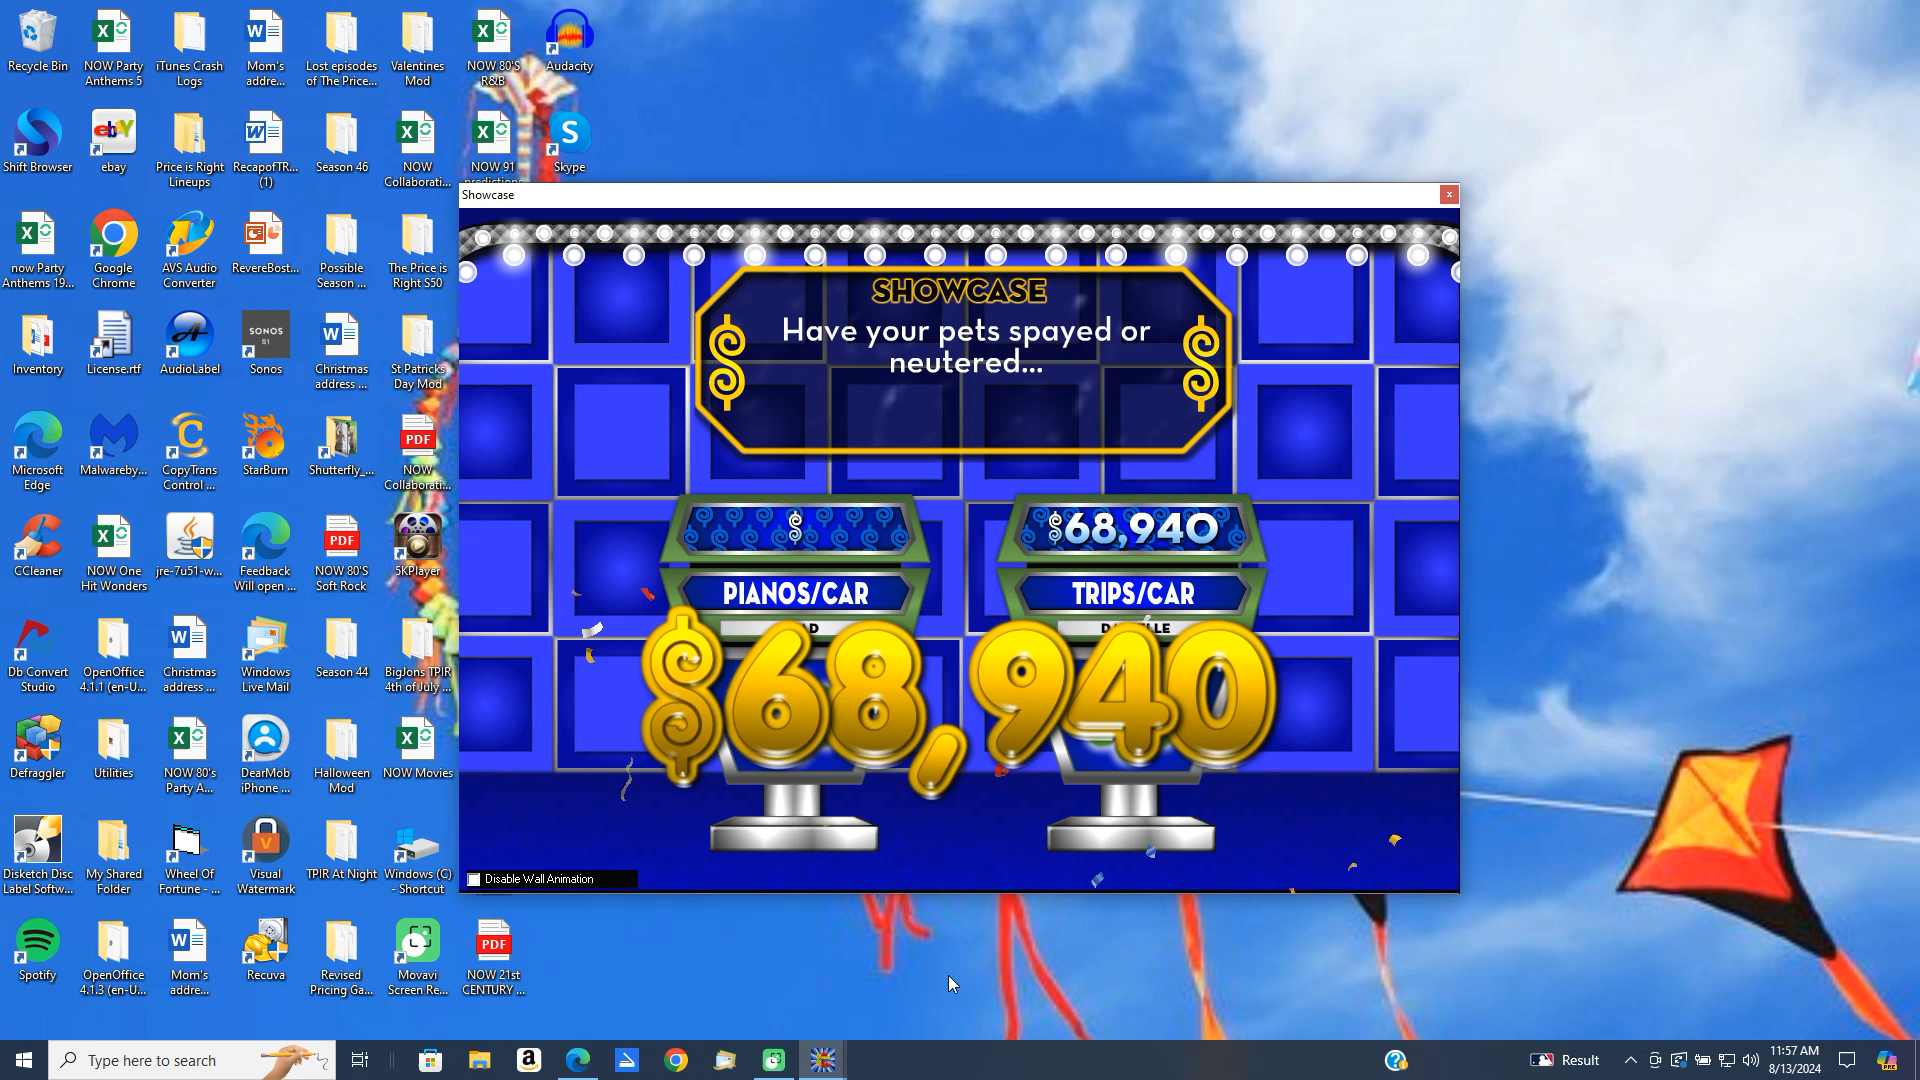 Recycle Bin
NOW Party
Anthems 5
iTunes Crash
Logs
Mom's
addre...
Lost episodes
of The Price...
Valentines
Mod
NOW 80'S
R&B
Audacity
Shift Browser
ebay
Price is Right
Lineups
RecapofTR...
(1)
Season 46
NOW
Collaborati...
NOW 91
predictions
Skype
now Party
Anthems 19...
Google
Chrome
AVS Audio
Converter
RevereBost...
Possible
Season ...
The Price is
Right S50
Inventory
License.rtf
AudioLabel
SONOS
S1
Sonos
Christmas
address ...
St Patricks
Day Mod
Microsoft
Edge
Malwareby...
CopyTrans
Control ...
StarBurn
Shutterfly_...
PDF
NOW
Collaborati...
CCleaner
NOW One
Hit Wonders
jre-7u51-w...
Feedback
Will open ...
PDF
NOW 80'S
Soft Rock
5KPlayer
Db Convert
Studio
OpenOffice
4.1.1 (en-U...
Christmas
address ...
Windows
Live Mail
Season 44
BigJons TPIR
4th of July ...
Defraggler
Utilities
NOW 80's
Party A...
DearMob
iPhone ...
Halloween
Mod
NOW Movies
Disketch Disc
Label Softw...
My Shared
Folder
Wheel Of
Fortune - ...
Visual
Watermark
TPIR At Night
Windows (C)
- Shortcut
Spotify
OpenOffice
4.1.3 (en-U...
Mom's
addre...
Recuva
Revised
Pricing Ga...
Movavi
Screen Re...
PDF
NOW 21st
CENTURY ...
Showcase
SHOWCASE
Have your pets spayed or
neutered...
$
$68,940
PIANOS/CAR
TRIPS/CAR
$68,940
Disable Wall Animation
Type here to search
Result
11:57 AM
8/13/2024